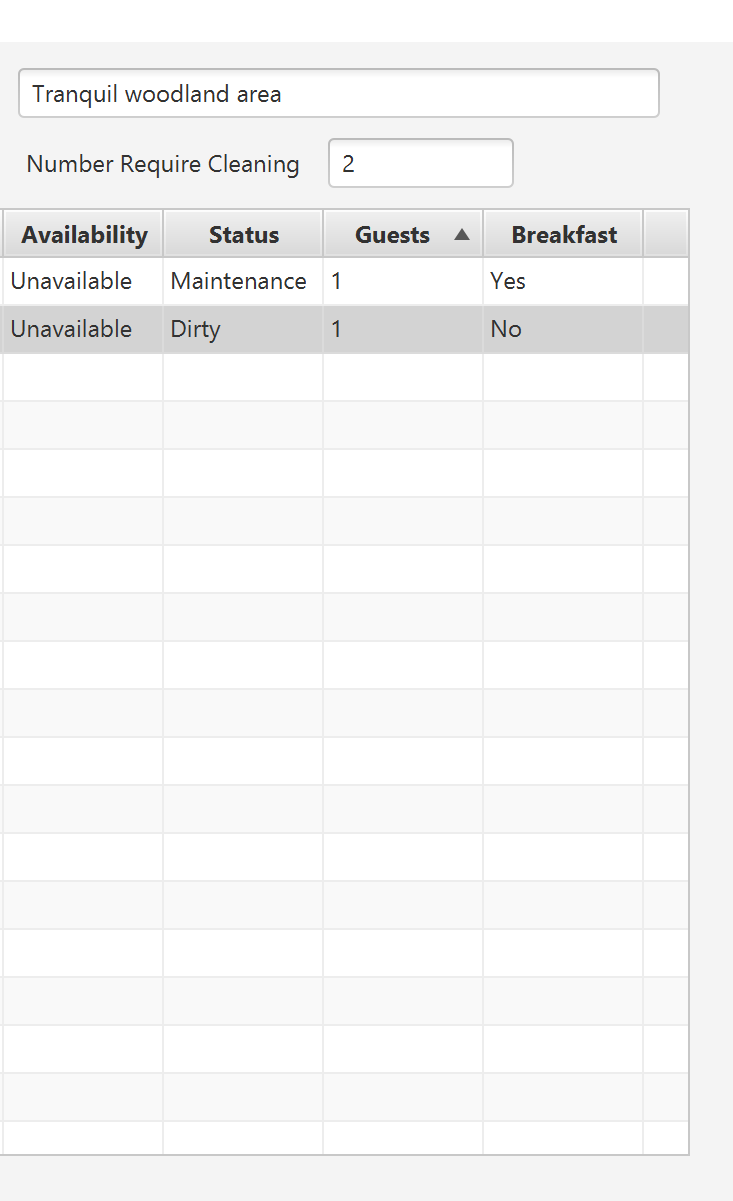 Tranquil woodland area
Number Require Cleaning 2
Availability Status Guests ▲ Breakfast
Unavailable Maintenance 1 Yes
Unavailable Dirty 1 No